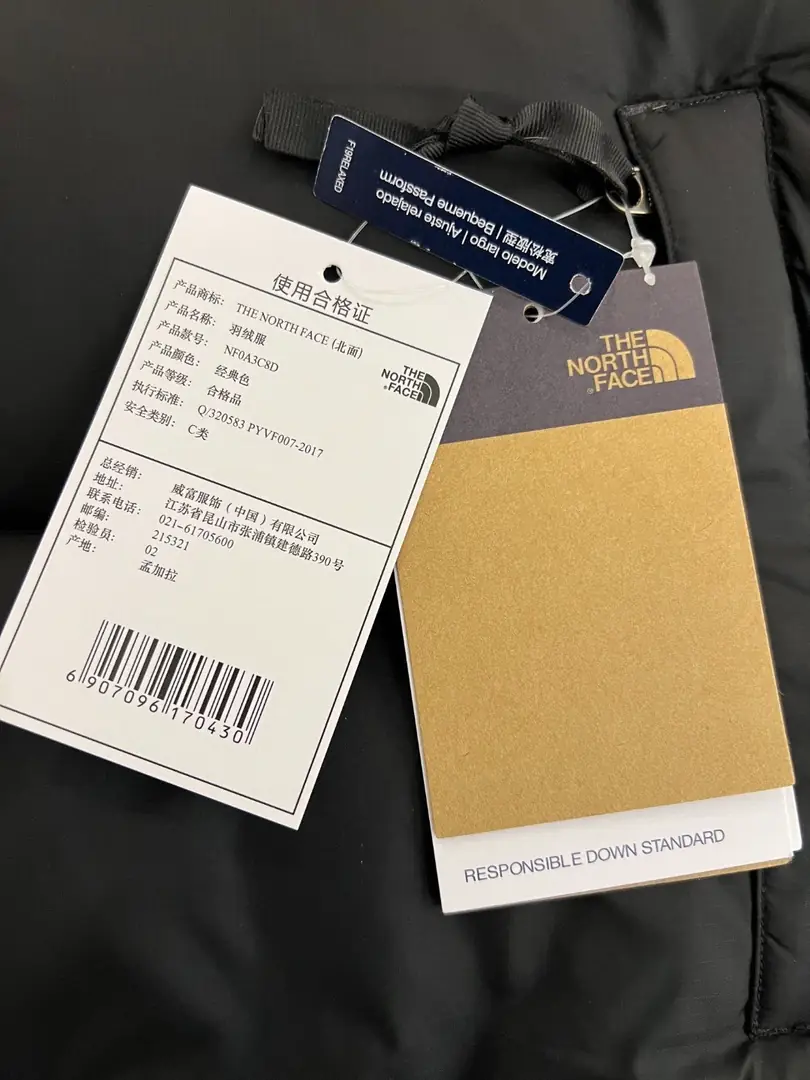 F19RELAXED
Modelo largo | Ajuste relajado
宽松版型 | Bequeme Passform
使用合格证
产品商标: THE NORTH FACE (北面)
产品名称: 羽绒服
产品款号: NF0A3C8D
产品颜色: 经典色
产品等级: 合格品
执行标准: Q/320583 PYVF007-2017
安全类别: C类
THE
NORTH
FACE
总经销: 威富服饰(中国)有限公司
地址: 江苏省昆山市张浦镇建德路390号
联系电话: 021-61705600
邮编: 215321
检验员: 02
产地: 孟加拉
6 907096 170430
THE
NORTH
FACE
RESPONSIBLE DOWN STANDARD